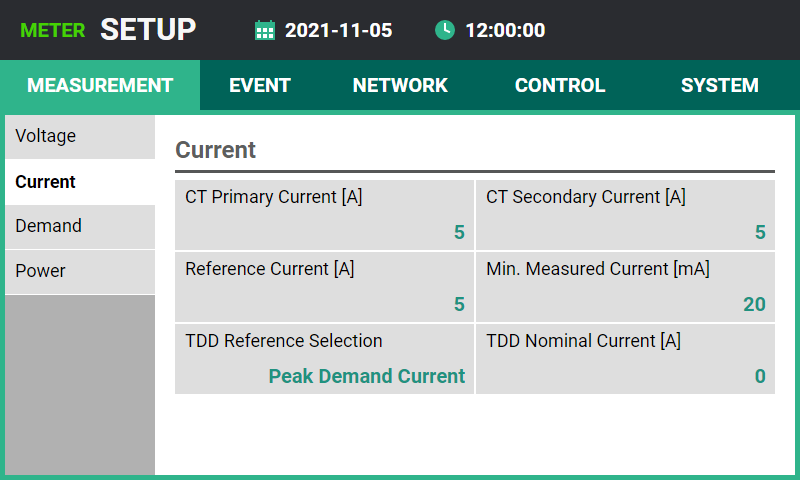 METER SETUP 2021-11-05 12:00:00
MEASUREMENT EVENT NETWORK CONTROL SYSTEM
Voltage
Current
Demand
Power
Current
CT Primary Current [A]
5
CT Secondary Current [A]
5
Reference Current [A]
5
Min. Measured Current [mA]
20
TDD Reference Selection
Peak Demand Current
TDD Nominal Current [A]
0